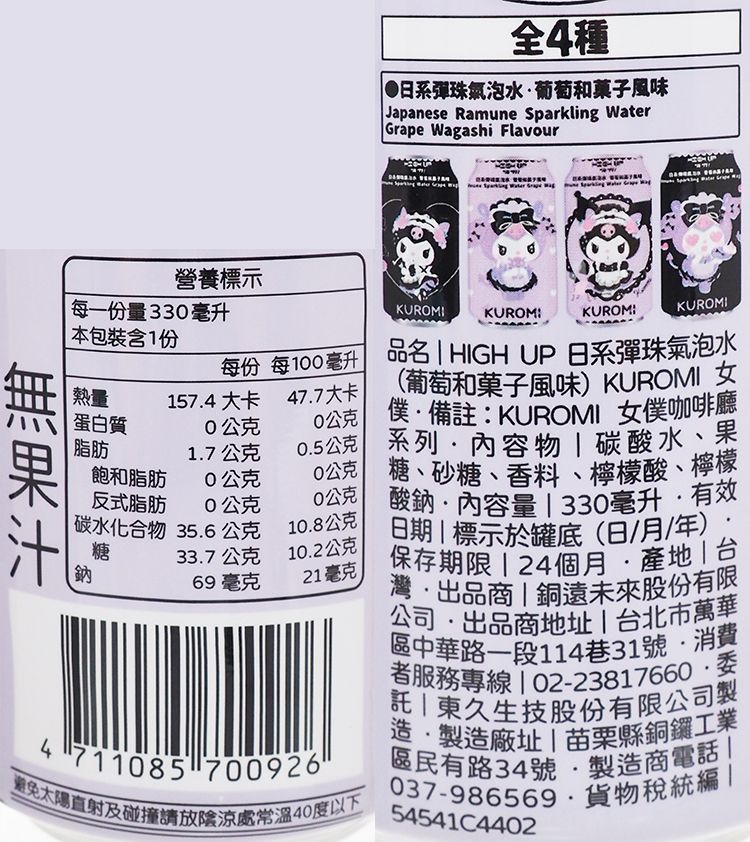 營養標示
每一份量330毫升
本包裝含1份
每份 每100毫升
熱量 157.4大卡 47.7大卡
蛋白質 0公克 0公克
脂肪 1.7公克 0.5公克
飽和脂肪 0公克 0公克
反式脂肪 0公克 0公克
碳水化合物 35.6公克 10.8公克
糖 33.7公克 10.2公克
鈉 69毫克 21毫克
無果汁
4 711085 700926
避免太陽直射及碰撞請放陰涼處常溫40度以下
全4種
●日系彈珠氣泡水·葡萄和菓子風味
Japanese Ramune Sparkling Water
Grape Wagashi Flavour
KUROMI KUROMI KUROMI KUROMI
品名|HIGH UP 日系彈珠氣泡水
（葡萄和菓子風味）KUROMI 女
僕·備註：KUROMI 女僕咖啡廳
系列·內容物|碳酸水、果
糖、砂糖、香料、檸檬酸、檸檬
酸鈉·內容量|330毫升·有效
日期|標示於罐底（日/月/年）·
保存期限|24個月·產地|台
灣·出品商|銅遠未來股份有限
公司·出品商地址|台北市萬華
區中華路一段114巷31號·消費
者服務專線|02-23817660·委
託|東久生技股份有限公司製
造·製造廠址|苗栗縣銅鑼工業
區民有路34號·製造商電話|
037-986569·貨物稅統編|
54541C4402